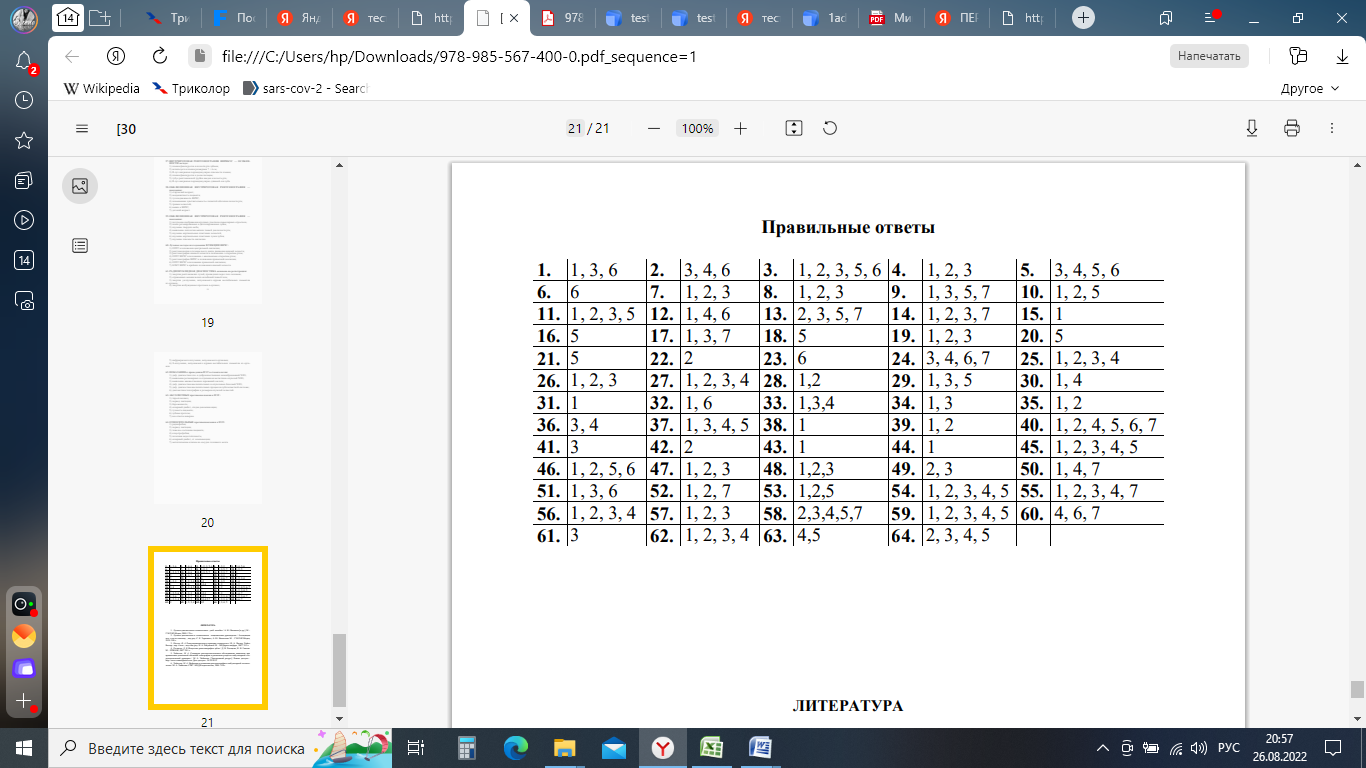 14 Три Пос Янд тес http [ 978 test test тес 1ad Ми ПЕ http
file:///C:/Users/hp/Downloads/978-985-567-400-0.pdf_sequence=1 Напечатать
2
Wikipedia Триколор sars-cov-2 - Search Другое
[30 21 / 21 100%
Правильные ответы
1. 1, 3, 6 2. 3, 4, 6 3. 1, 2, 3, 5, 6 4. 1, 2, 3 5. 3, 4, 5, 6
6. 6 7. 1, 2, 3 8. 1, 2, 3 9. 1, 3, 5, 7 10. 1, 2, 5
11. 1, 2, 3, 5 12. 1, 4, 6 13. 2, 3, 5, 7 14. 1, 2, 3, 7 15. 1
16. 5 17. 1, 3, 7 18. 5 19. 1, 2, 3 20. 5
21. 5 22. 2 23. 6 24. 3, 4, 6, 7 25. 1, 2, 3, 4
26. 1, 2, 3 27. 1, 2, 3, 4 28. 1,2 29. 1, 3, 5 30. 1, 4
31. 1 32. 1, 6 33. 1,3,4 34. 1, 3 35. 1, 2
36. 3, 4 37. 1, 3, 4, 5 38. 1 39. 1, 2 40. 1, 2, 4, 5, 6, 7
41. 3 42. 2 43. 1 44. 1 45. 1, 2, 3, 4, 5
46. 1, 2, 5, 6 47. 1, 2, 3 48. 1,2,3 49. 2, 3 50. 1, 4, 7
51. 1, 3, 6 52. 1, 2, 7 53. 1,2,5 54. 1, 2, 3, 4, 5 55. 1, 2, 3, 4, 7
56. 1, 2, 3, 4 57. 1, 2, 3 58. 2,3,4,5,7 59. 1, 2, 3, 4, 5 60. 4, 6, 7
61. 3 62. 1, 2, 3, 4 63. 4,5 64. 2, 3, 4, 5
ЛИТЕРАТУРА
14
19
20
21
Введите здесь текст для поиска
РУС
20:57
26.08.2022